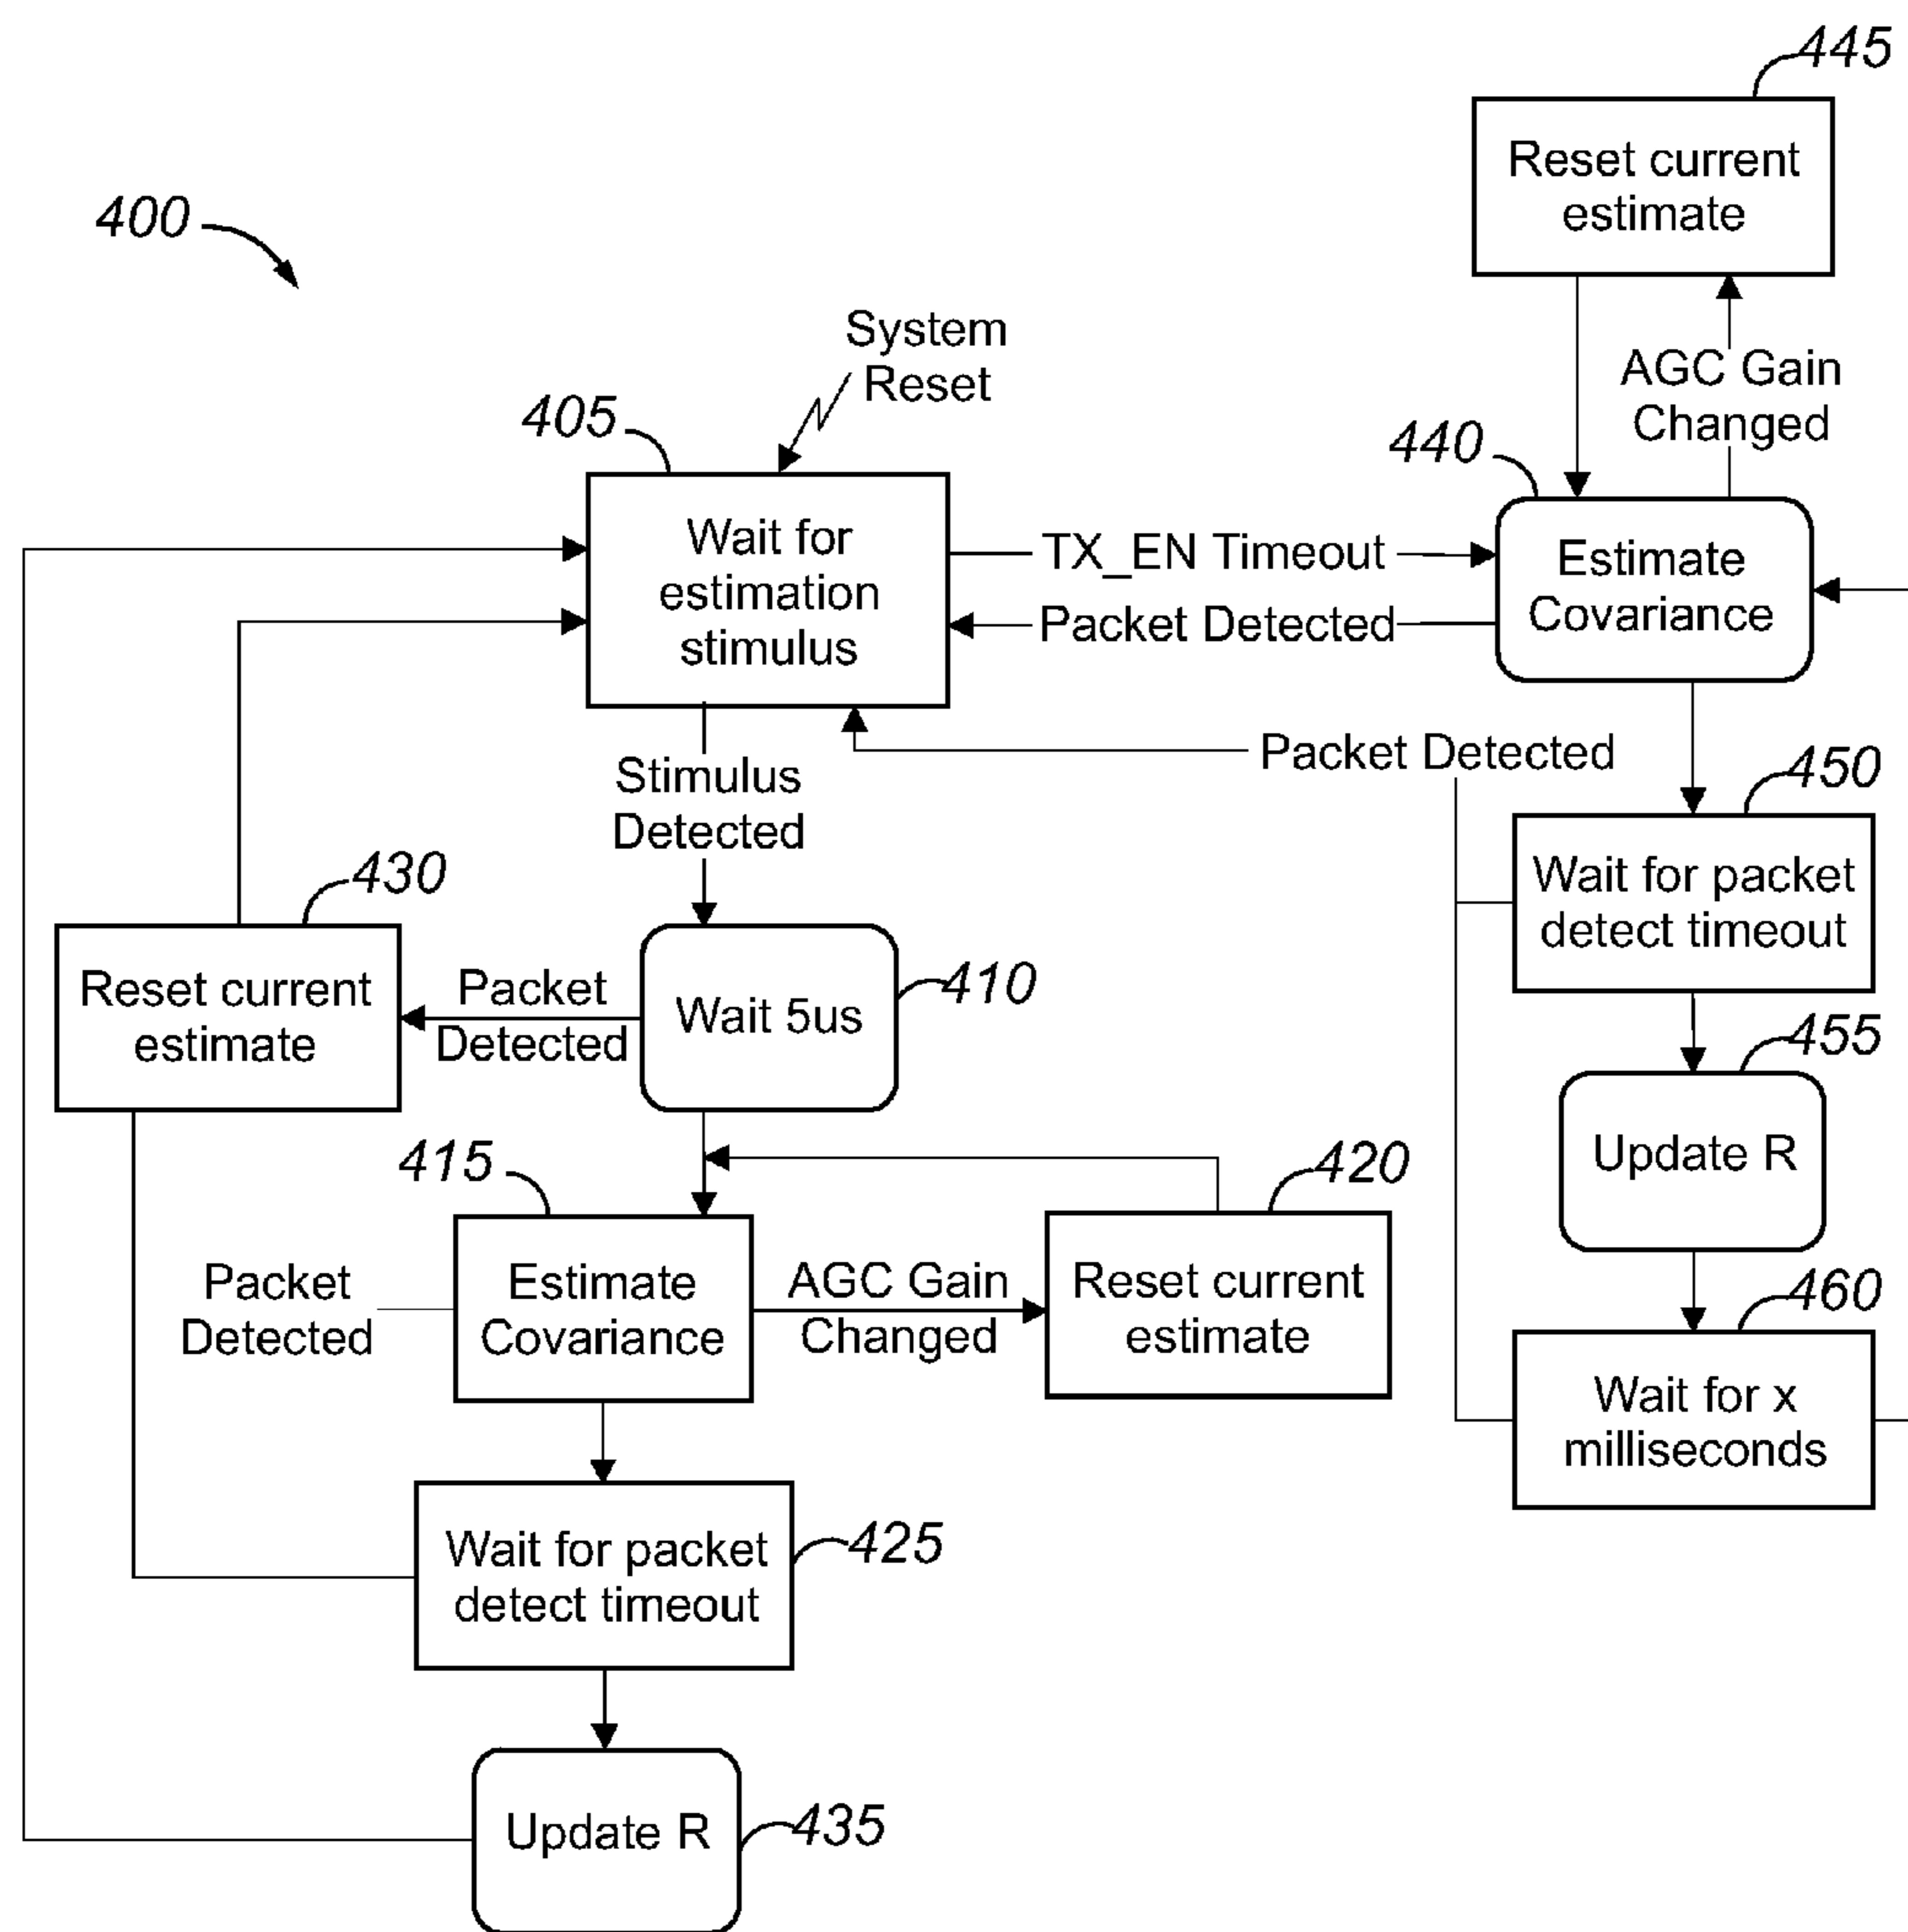 445
Reset current
estimate
400
System
Reset
AGC Gain
Changed
405
440
Wait for
estimation
stimulus
TX_EN Timeout
Packet Detected
Estimate
Covariance
Packet Detected
Stimulus
Detected
450
Wait for packet
detect timeout
430
Reset current
estimate
Packet
Detected
Wait 5us
410
455
Update R
415
420
Packet
Detected
Estimate
Covariance
AGC Gain
Changed
Reset current
estimate
460
Wait for x
milliseconds
Wait for packet
detect timeout
425
Update R
435